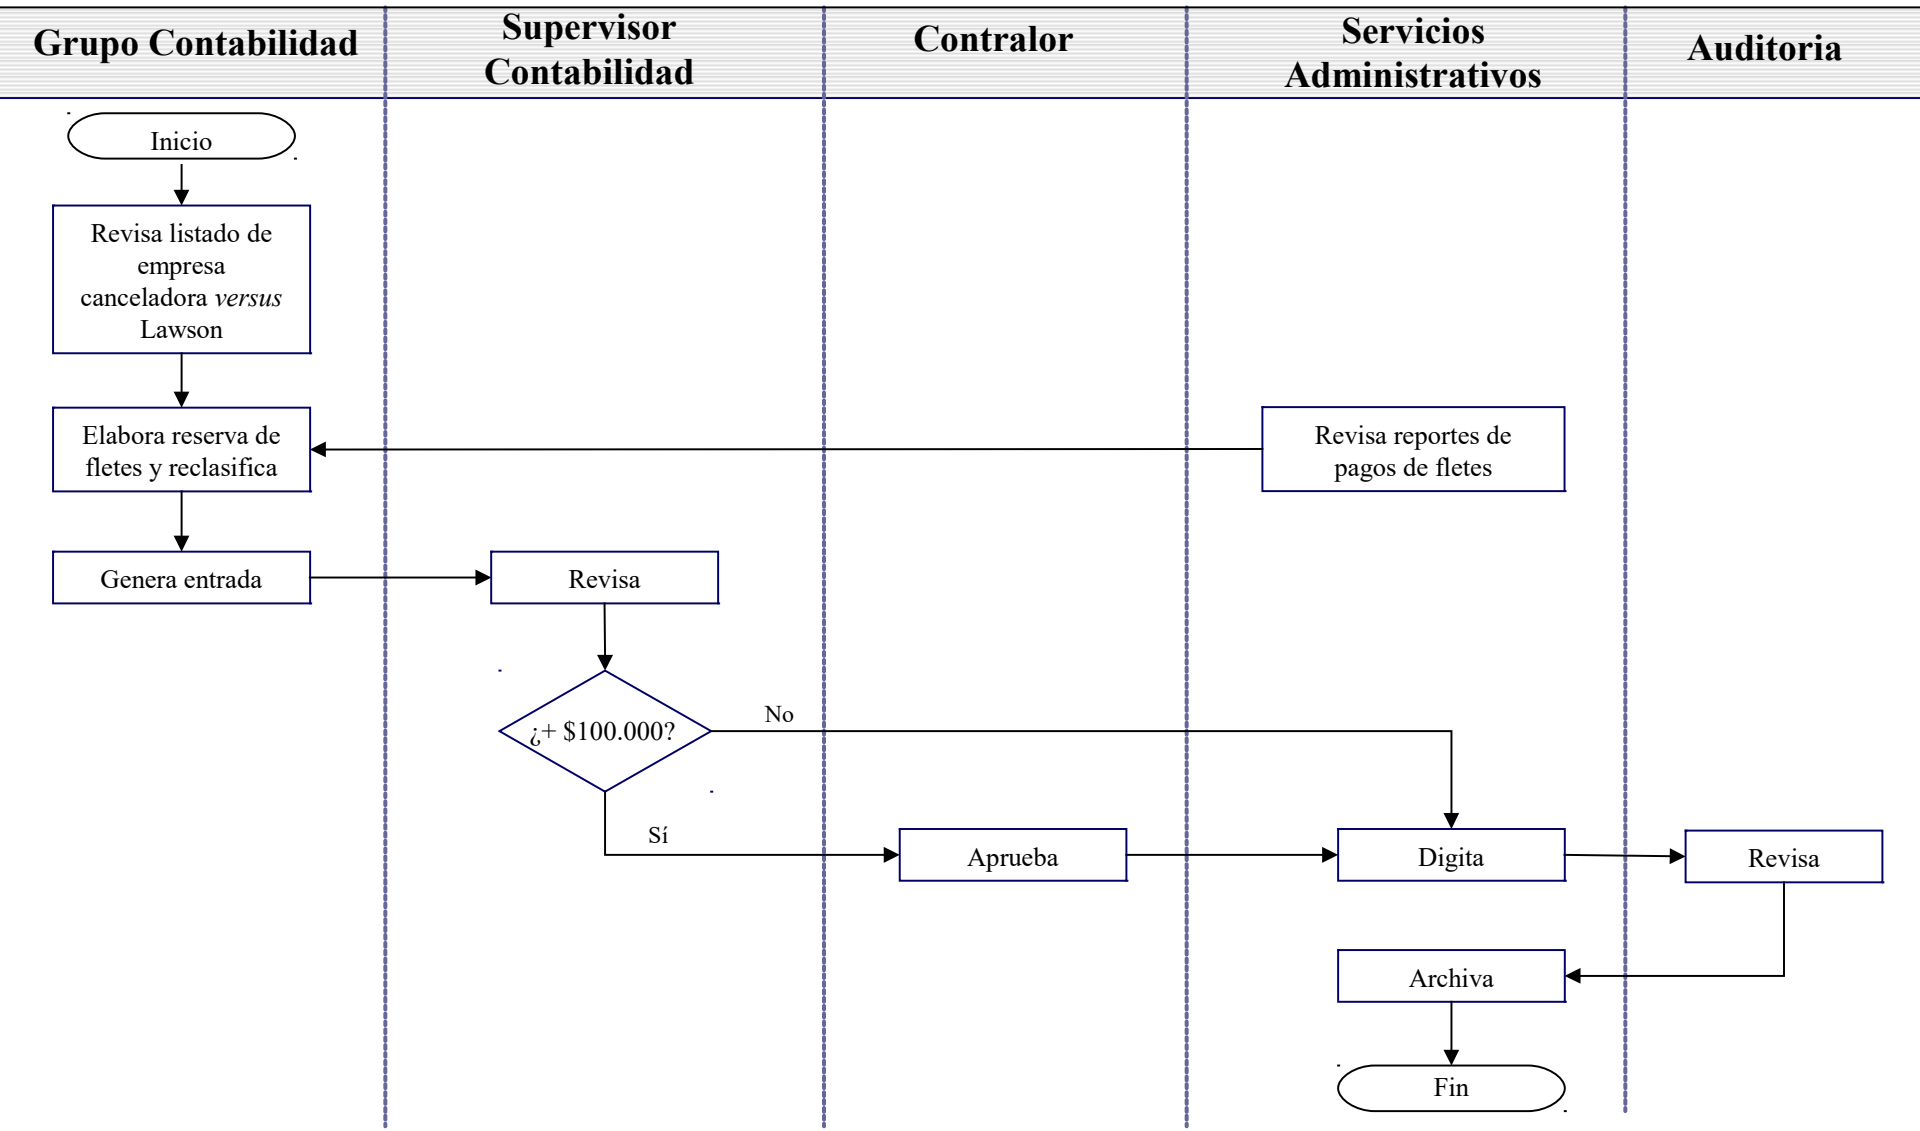 Grupo Contabilidad
Supervisor
Contabilidad
Contralor
Servicios
Administrativos
Auditoria
Inicio
Revisa listado de
empresa
canceladora versus
Lawson
Elabora reserva de
fletes y reclasifica
Revisa reportes de
pagos de fletes
Genera entrada
Revisa
¿+ $100.000?
No
Sí
Aprueba
Digita
Revisa
Archiva
Fin